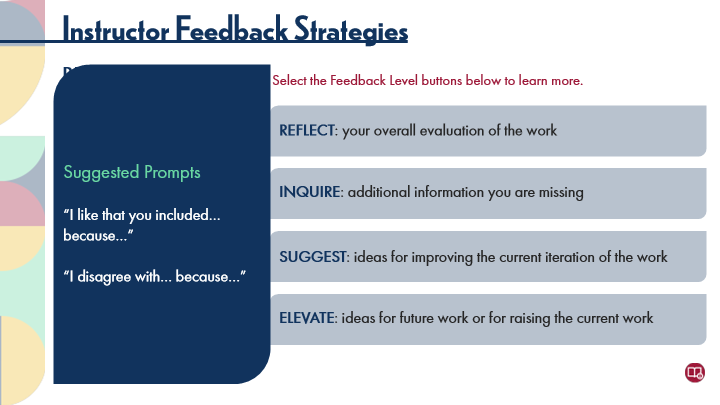 Instructor Feedback Strategies
Select the Feedback Level buttons below to learn more.
Suggested Prompts
“I like that you included...
because...”
“I disagree with... because...”
REFLECT: your overall evaluation of the work
INQUIRE: additional information you are missing
SUGGEST: ideas for improving the current iteration of the work
ELEVATE: ideas for future work or for raising the current work